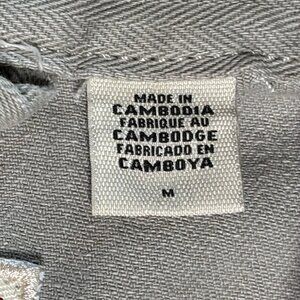 MADE IN
CAMBODIA
FABRIQUE AU
CAMBODGE
FABRICADO EN
CAMBOYA
M